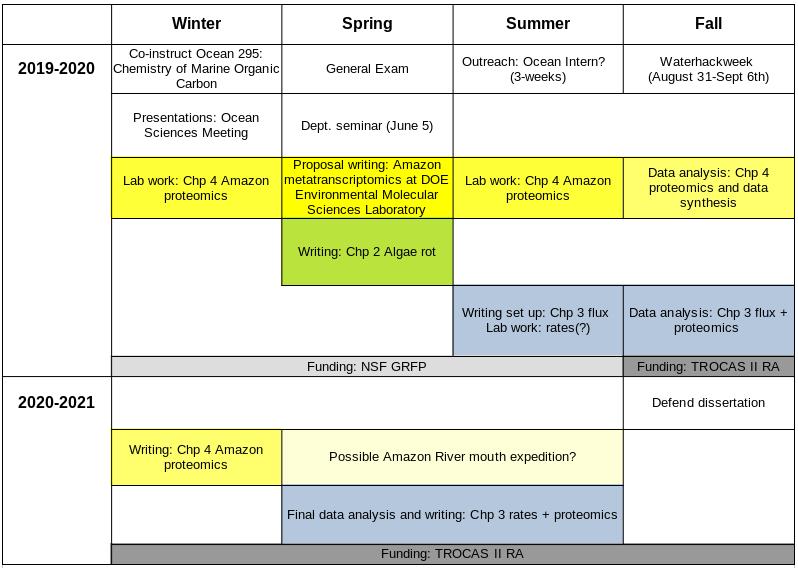 Winter Spring Summer Fall
2019-2020
Co-instruct Ocean 295:
Chemistry of Marine Organic
Carbon
General Exam
Outreach: Ocean Intern?
(3-weeks)
Waterhackweek
(August 31-Sept 6th)
Presentations: Ocean
Sciences Meeting
Dept. seminar (June 5)
Lab work: Chp 4 Amazon
proteomics
Proposal writing: Amazon
metatranscriptomics at DOE
Environmental Molecular
Sciences Laboratory
Lab work: Chp 4 Amazon
proteomics
Data analysis: Chp 4
proteomics and data
synthesis
Writing: Chp 2 Algae rot
Writing set up: Chp 3 flux
Lab work: rates(?)
Data analysis: Chp 3 flux +
proteomics
Funding: NSF GRFP
Funding: TROCAS II RA
2020-2021
Defend dissertation
Writing: Chp 4 Amazon
proteomics
Possible Amazon River mouth expedition?
Final data analysis and writing: Chp 3 rates + proteomics
Funding: TROCAS II RA